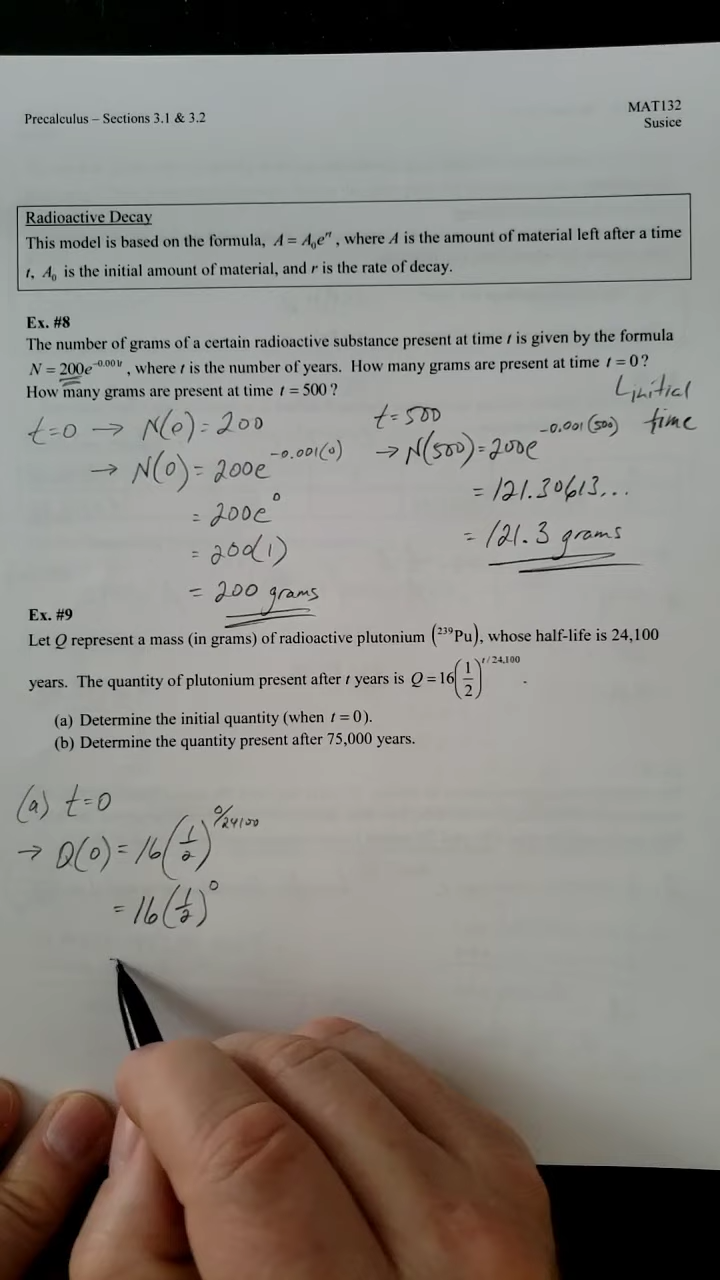 Precalculus – Sections 3.1 & 3.2
MAT132
Susice
Radioactive Decay
This model is based on the formula, A = A₀e^rt, where A is the amount of material left after a time
t, A₀ is the initial amount of material, and r is the rate of decay.
Ex. #8
The number of grams of a certain radioactive substance present at time t is given by the formula
N = 200e^-0.001t, where t is the number of years. How many grams are present at time t = 0?
How many grams are present at time t = 500?
initial
time
t=0 → N(0) = 200
→ N(0) = 200e^-0.001(0)
= 200e^0
= 200(1)
= 200 grams
t=500
→ N(500) = 200e^-0.001(500)
= 121.30613...
= 121.3 grams
Ex. #9
Let Q represent a mass (in grams) of radioactive plutonium (²³⁹Pu), whose half-life is 24,100
years. The quantity of plutonium present after t years is Q = 16(1/2)^t/24,100.
(a) Determine the initial quantity (when t = 0).
(b) Determine the quantity present after 75,000 years.
(a) t=0
→ Q(0) = 16(1/2)^0/24100
= 16(1/2)^0